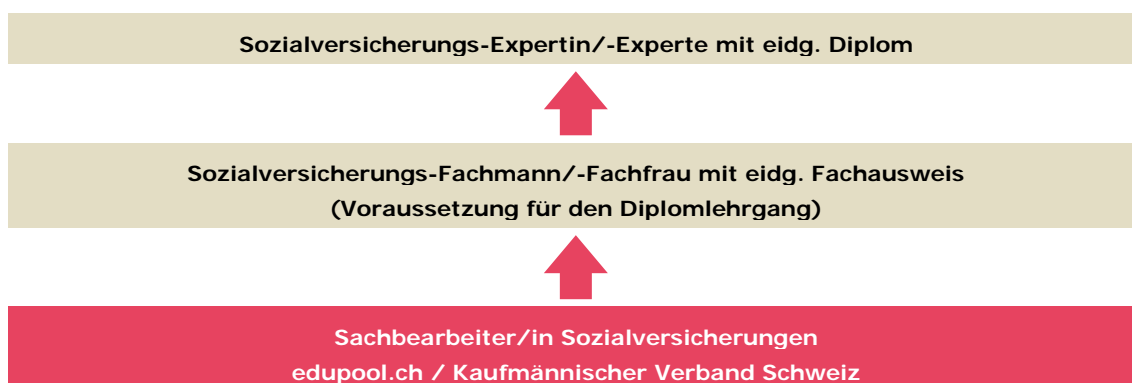 Sozialversicherungs-Expertin/-Experte mit eidg. Diplom
Sozialversicherungs-Fachmann/-Fachfrau mit eidg. Fachausweis
(Voraussetzung für den Diplomlehrgang)
Sachbearbeiter/in Sozialversicherungen
edupool.ch / Kaufmännischer Verband Schweiz